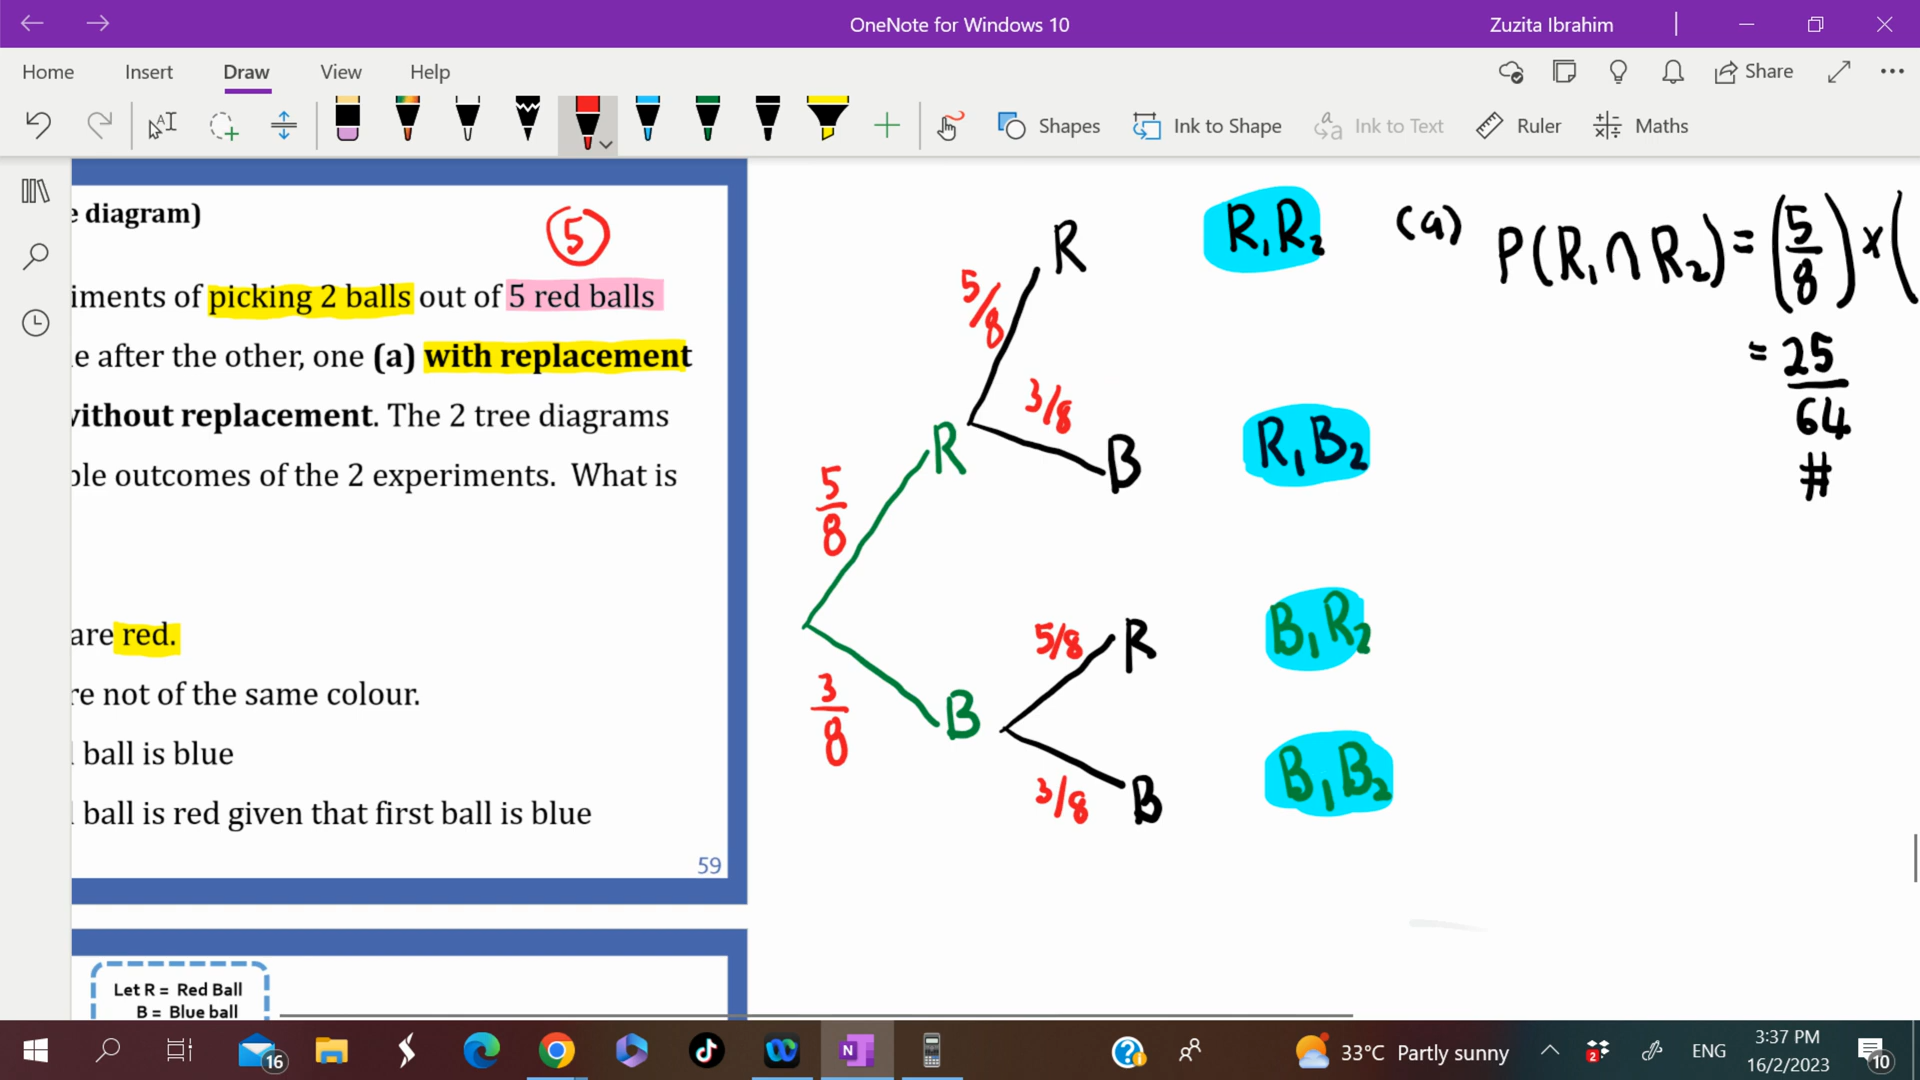 OneNote for Windows 10
Zuzita Ibrahim
Home Insert Draw View Help
Share
Shapes Ink to Shape Ink to Text Ruler Maths
e diagram)
5
iments of picking 2 balls out of 5 red balls
e after the other, one (a) with replacement
without replacement. The 2 tree diagrams
ble outcomes of the 2 experiments. What is
are red.
re not of the same colour.
ball is blue
ball is red given that first ball is blue
59
Let R = Red Ball
B = Blue ball
5/8
R
5/8
R
3/8
B
3/8
B
5/8
R
3/8
B
R₁R₂
R₁B₂
B₁R₂
B₁B₂
(a) P(R₁∩R₂) = (5/8) × (
= 25/64
#
16
33°C Partly sunny
2
ENG
3:37 PM
16/2/2023
10